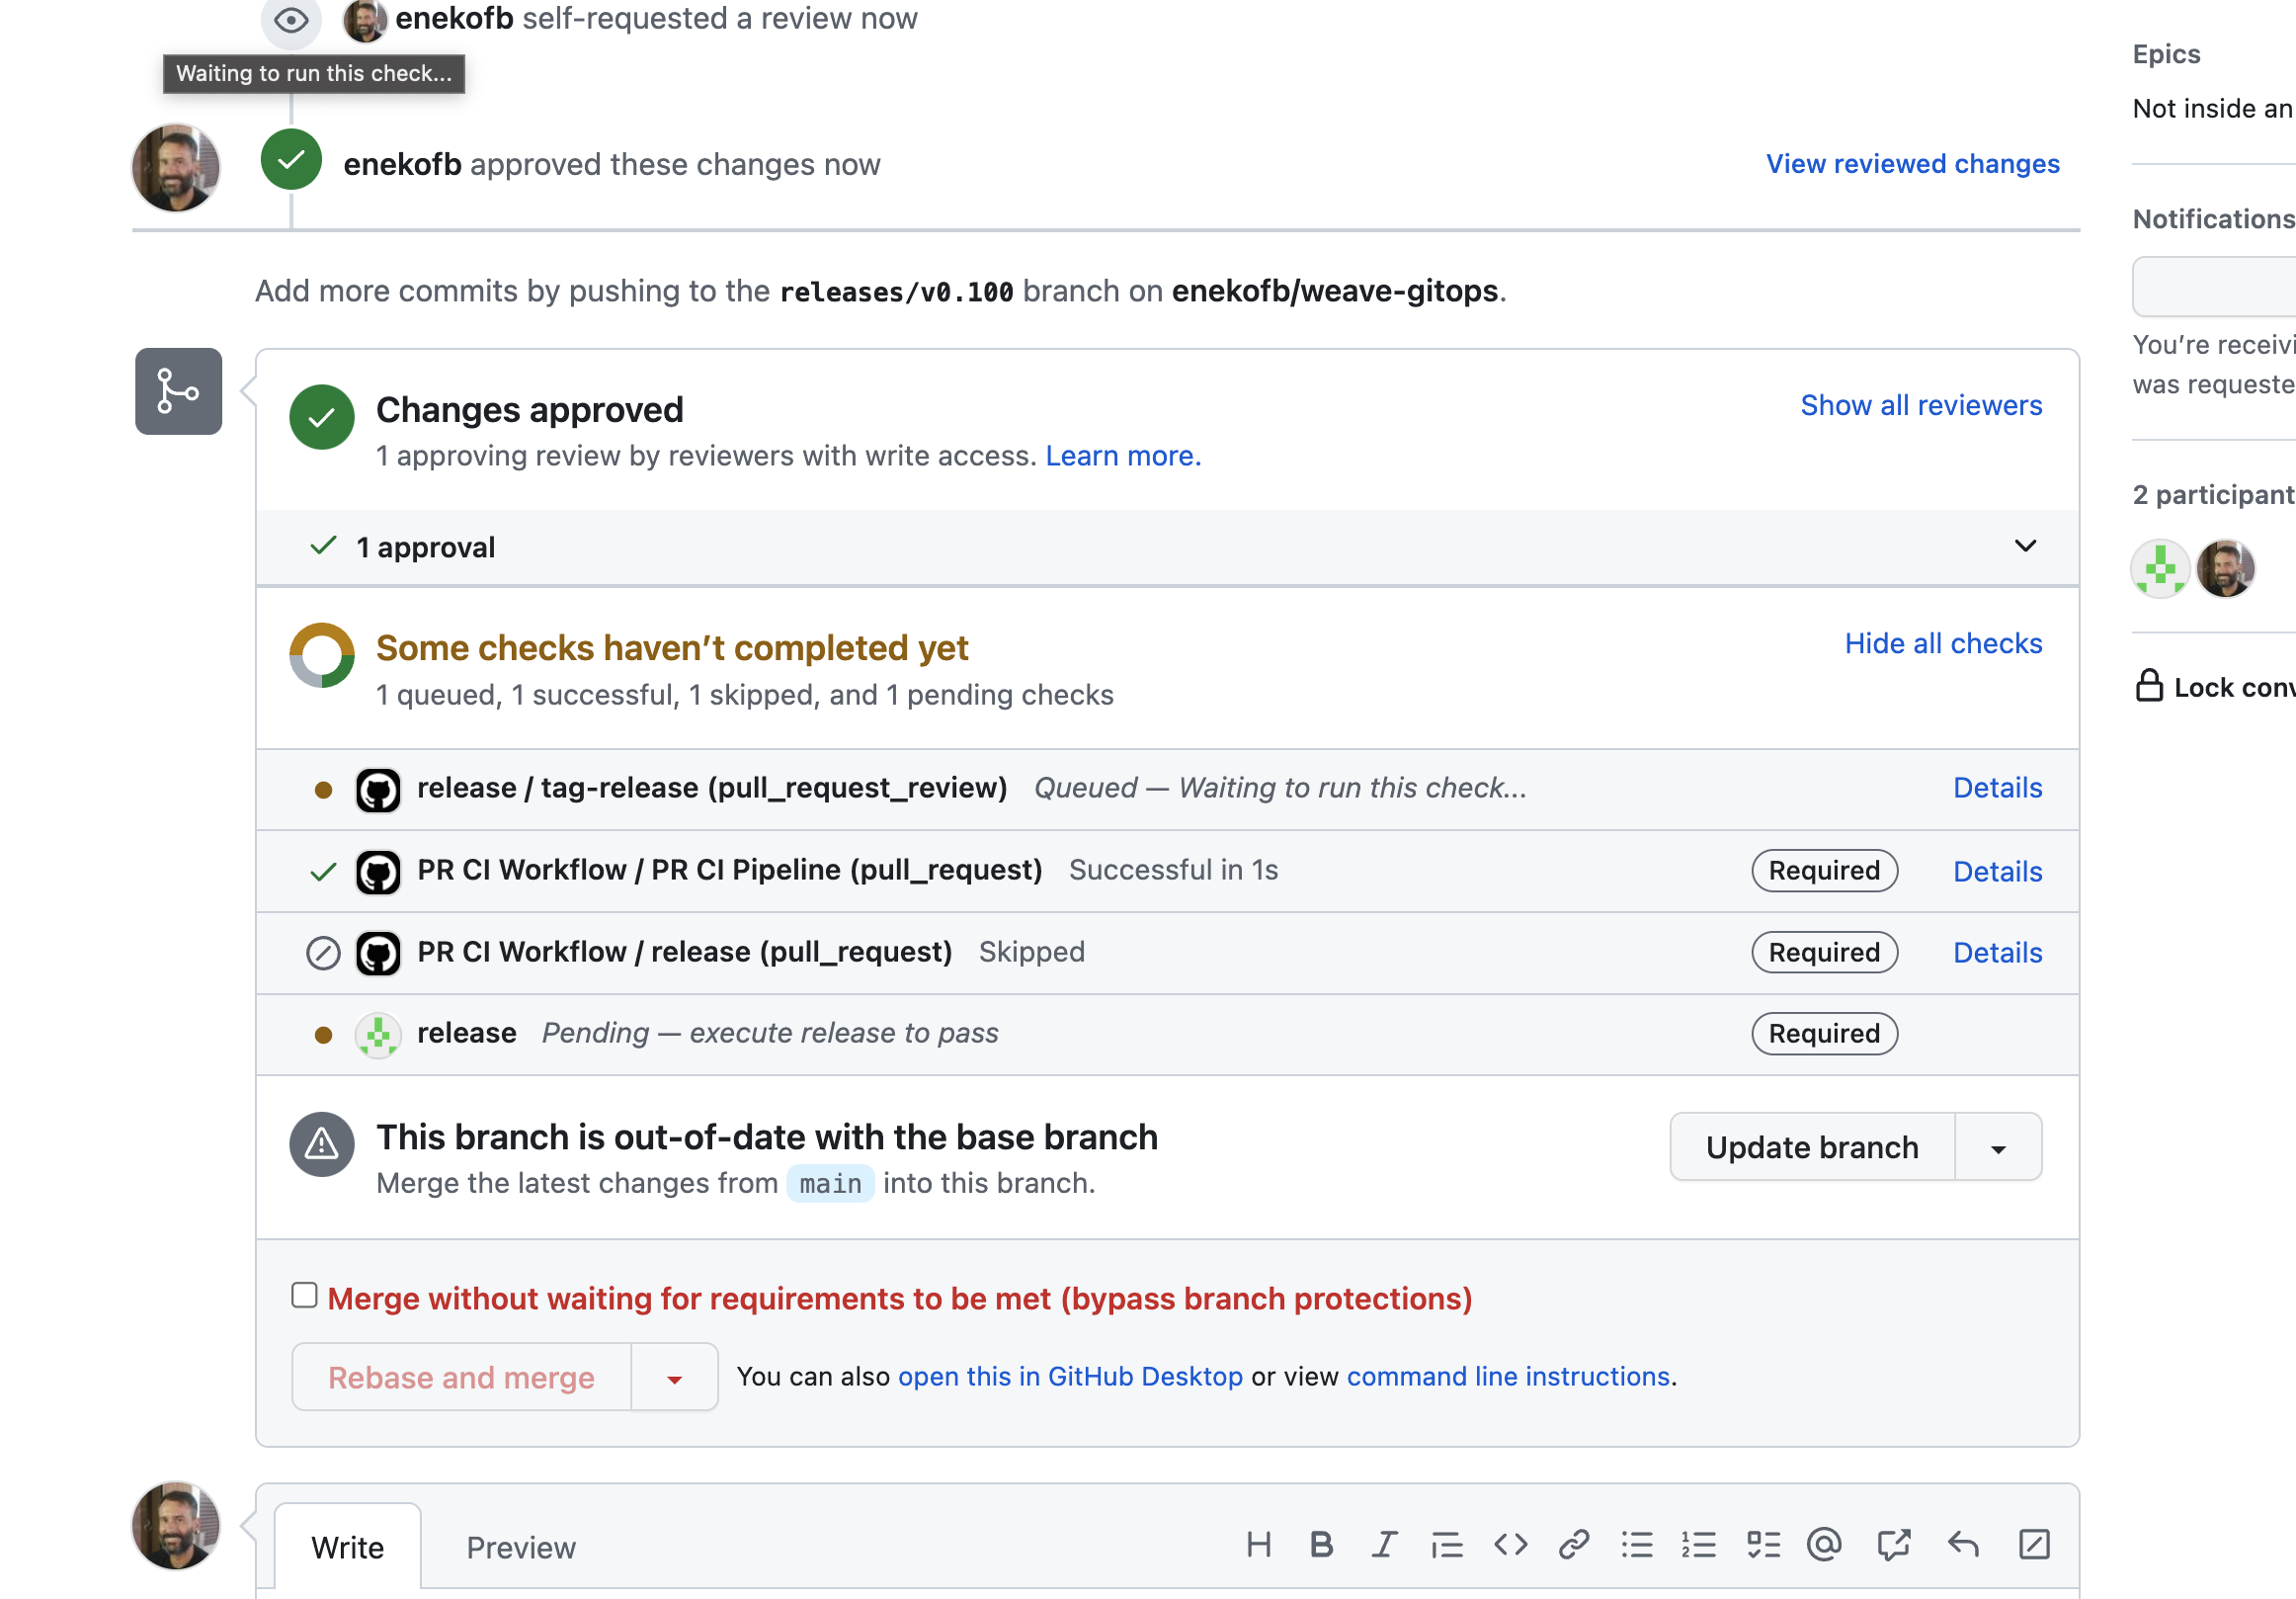 enekofb self-requested a review now
Waiting to run this check...
enekofb approved these changes now
View reviewed changes
Add more commits by pushing to the releases/v0.100 branch on enekofb/weave-gitops.
Changes approved
Show all reviewers
1 approving review by reviewers with write access. Learn more.
1 approval
Some checks haven’t completed yet
Hide all checks
1 queued, 1 successful, 1 skipped, and 1 pending checks
release / tag-release (pull_request_review) Queued — Waiting to run this check... Details
PR CI Workflow / PR CI Pipeline (pull_request) Successful in 1s Required Details
PR CI Workflow / release (pull_request) Skipped Required Details
release Pending — execute release to pass Required
This branch is out-of-date with the base branch
Update branch
Merge the latest changes from main into this branch.
Merge without waiting for requirements to be met (bypass branch protections)
Rebase and merge
You can also open this in GitHub Desktop or view command line instructions.
Write Preview
Epics
Not inside an
Notifications
You’re receivi
was requeste
2 participant
Lock conv